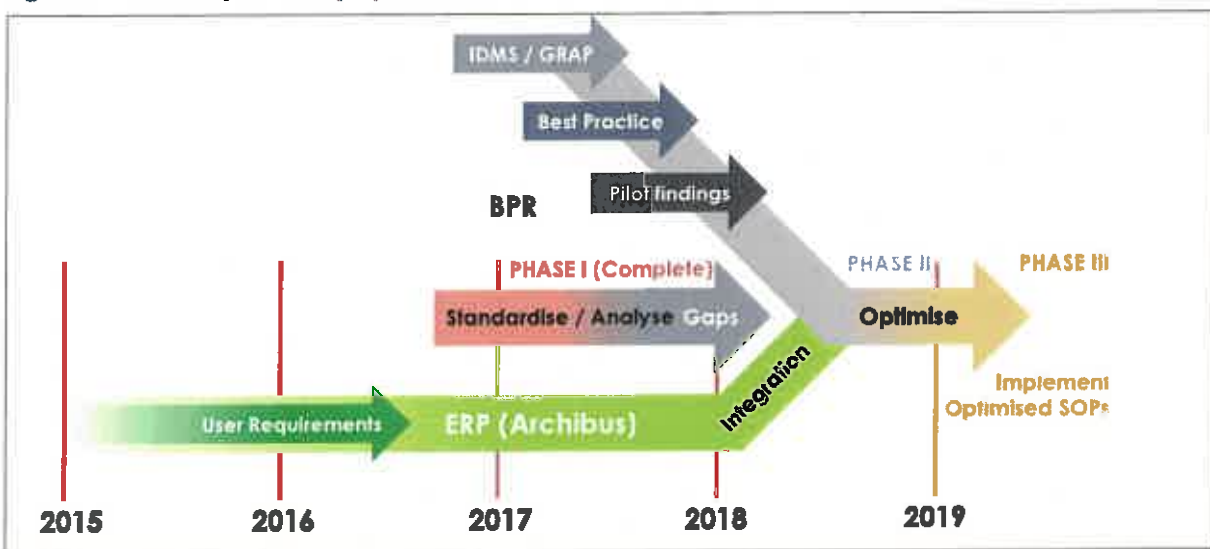 IDMS / GRAP
Best Practice
Pilot findings
BPR
PHASE I (Complete)
PHASE II
PHASE III
Standardise / Analyse Gaps
Optimise
Integration
Implement
Optimised SOPs
User Requirements
ERP (Archibus)
2015
2016
2017
2018
2019